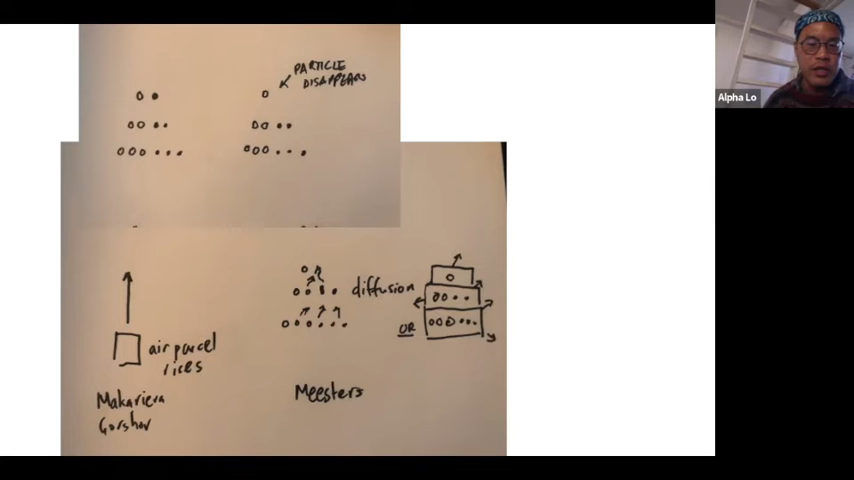 PARTICLE
DISAPPEARS
diffusion
OR
air parcel
rises
Meesters
Makarieva
Gorshov
Alpha Lo